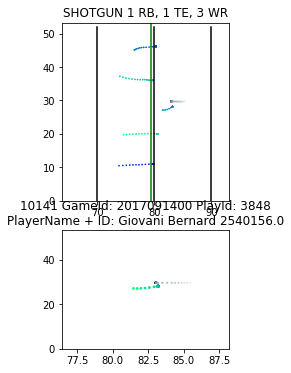 SHOTGUN 1 RB, 1 TE, 3 WR
50
40
30
20
10
0
70 80 90
10141 GameId: 2017091400 PlayId: 3848
PlayerName + ID: Giovani Bernard 2540156.0
40
20
0
77.5 80.0 82.5 85.0 87.5